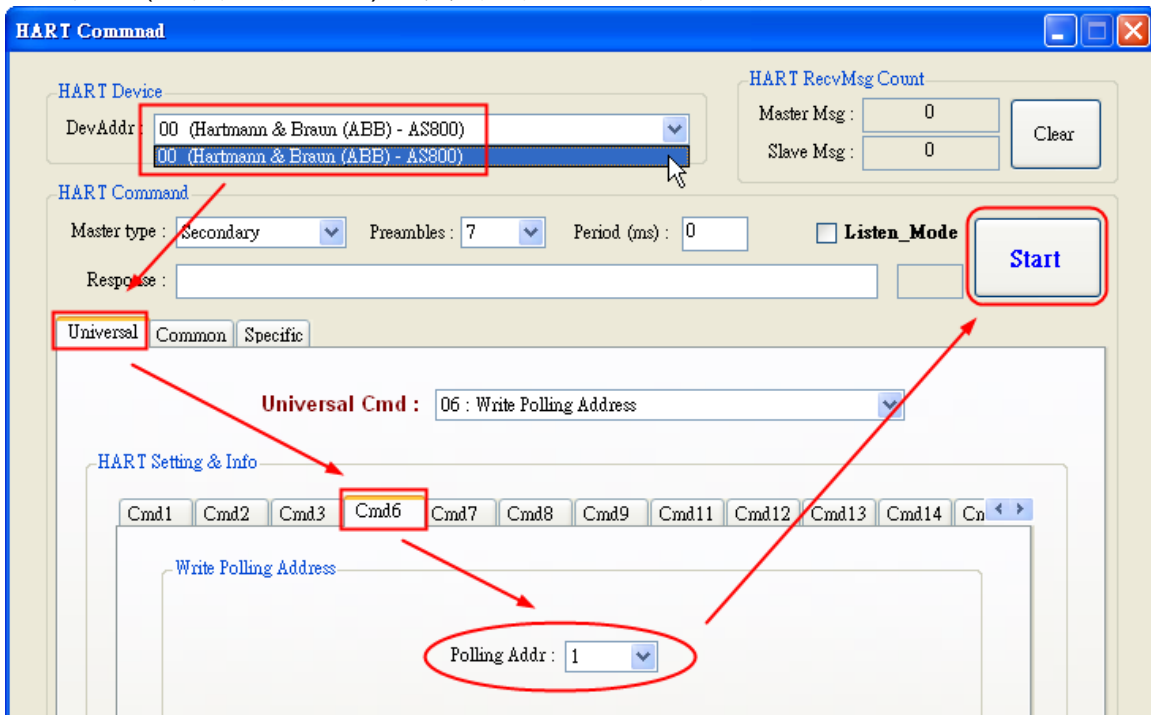 HART Commnad
HART Device
DevAddr : 00 (Hartmann & Braun (ABB) - AS800)
00 (Hartmann & Braun (ABB) - AS800)
HART RecvMsg Count
Master Msg : 0
Slave Msg : 0
Clear
HART Command
Master type : Secondary Preambles : 7 Period (ms) : 0 Listen_Mode
Start
Response :
Universal Common Specific
Universal Cmd : 06 : Write Polling Address
HART Setting & Info
Cmd1 Cmd2 Cmd3 Cmd6 Cmd7 Cmd8 Cmd9 Cmd11 Cmd12 Cmd13 Cmd14 Cn
Write Polling Address
Polling Addr : 1